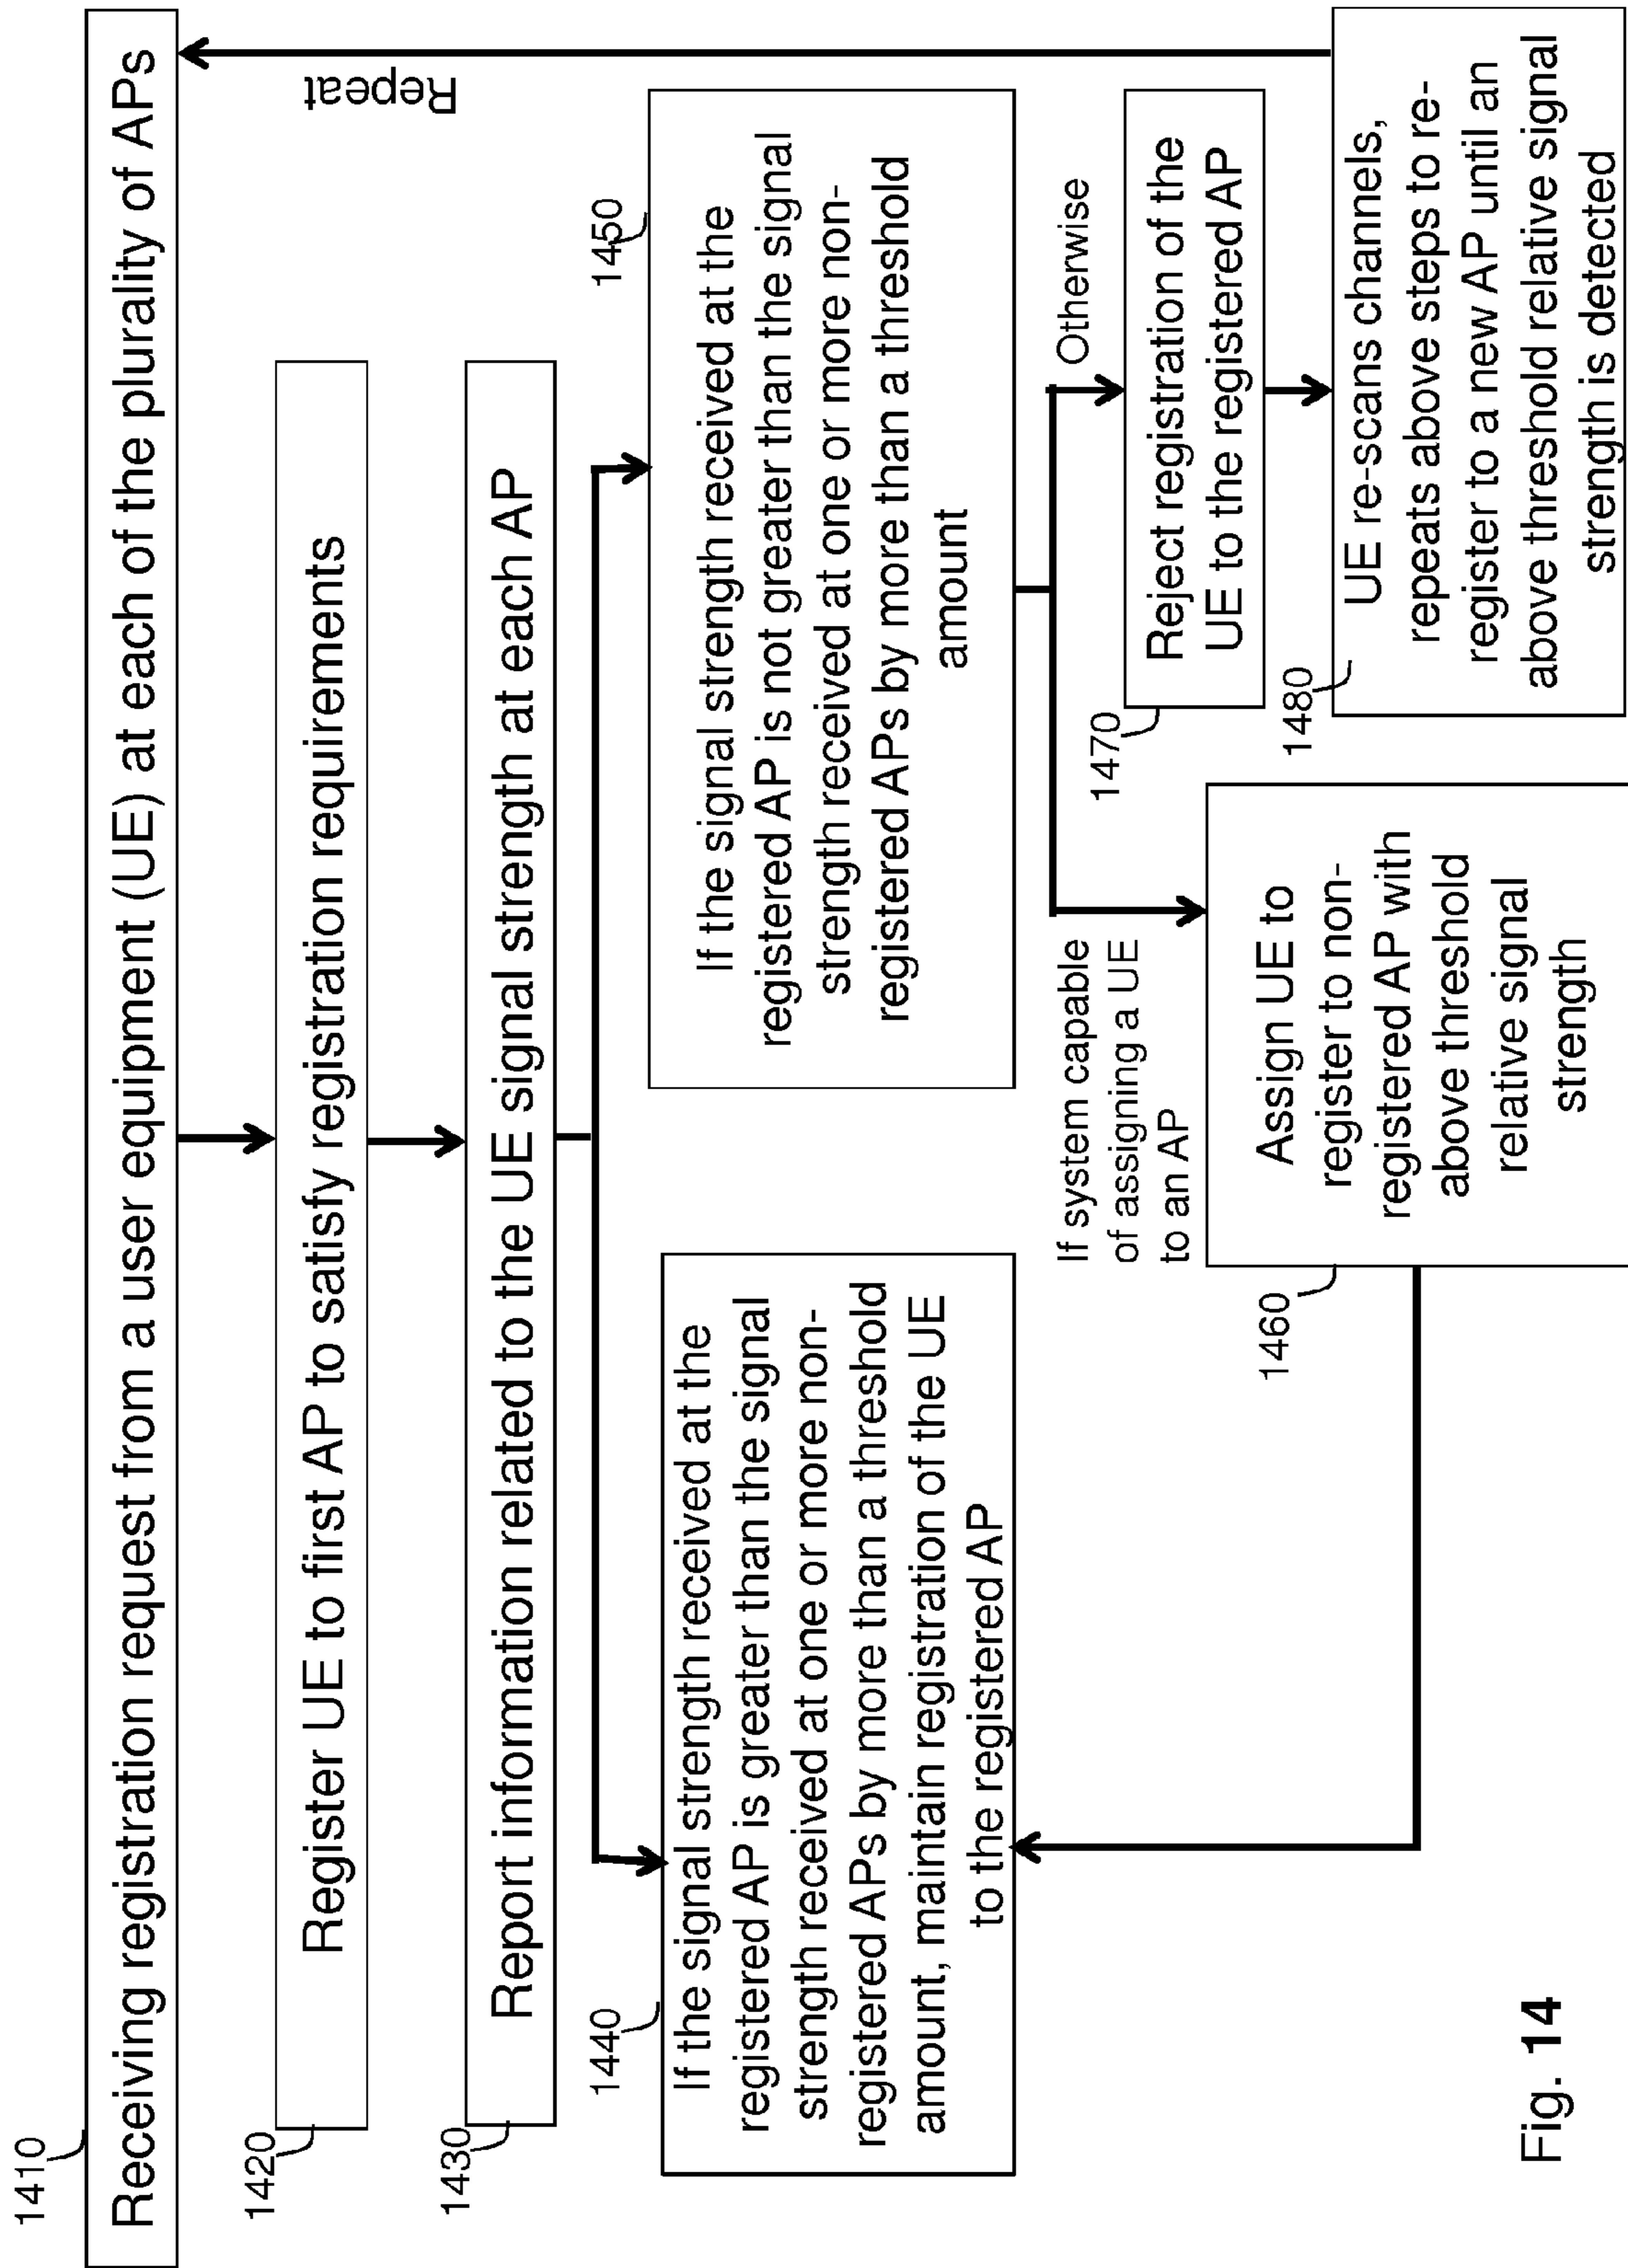 1410
Receiving registration request from a user equipment (UE) at each of the plurality of APs
Repeat
1420
Register UE to first AP to satisfy registration requirements
1430
Report information related to the UE signal strength at each AP
1440
If the signal strength received at the
registered AP is greater than the signal
strength received at one or more non-
registered APs by more than a threshold
amount, maintain registration of the UE
to the registered AP
1450
If the signal strength received at the
registered AP is not greater than the signal
strength received at one or more non-
registered APs by more than a threshold
amount
If system capable
of assigning a UE
to an AP
Otherwise
1460
Assign UE to
register to non-
registered AP with
above threshold
relative signal
strength
1470
Reject registration of the
UE to the registered AP
1480
UE re-scans channels,
repeats above steps to re-
register to a new AP until an
above threshold relative signal
strength is detected
Fig. 14